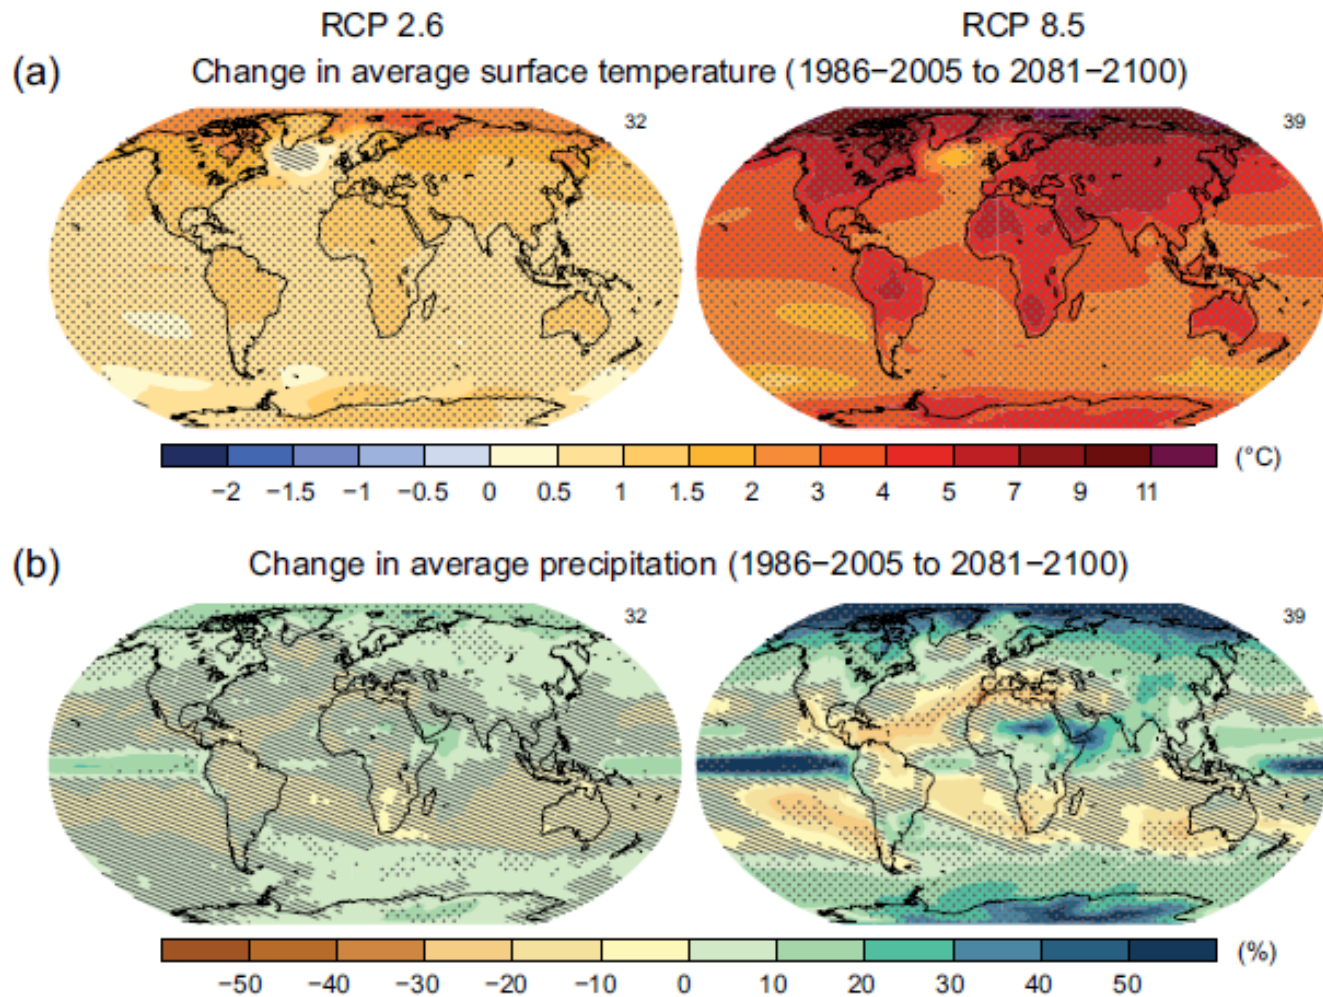 RCP 2.6 RCP 8.5
(a) Change in average surface temperature (1986−2005 to 2081−2100)
32 39
(°C)
−2 −1.5 −1 −0.5 0 0.5 1 1.5 2 3 4 5 7 9 11
(b) Change in average precipitation (1986−2005 to 2081−2100)
32 39
(%)
−50 −40 −30 −20 −10 0 10 20 30 40 50